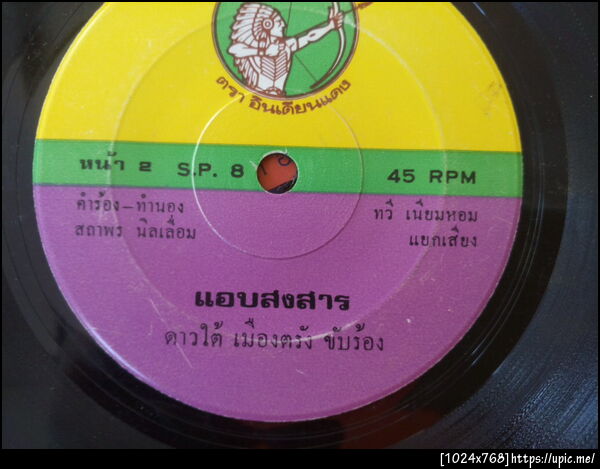 ตรา อินเดียนแดง
หน้า 2 S.P. 8 45 RPM
คำร้อง-ทำนอง
สถาพร นิลเลื่อม
ทวี เนียมหอม
แยกเสียง
แอบสงสาร
ดาวใต้ เมืองตรัง ขับร้อง
[1024x768]https://upic.me/